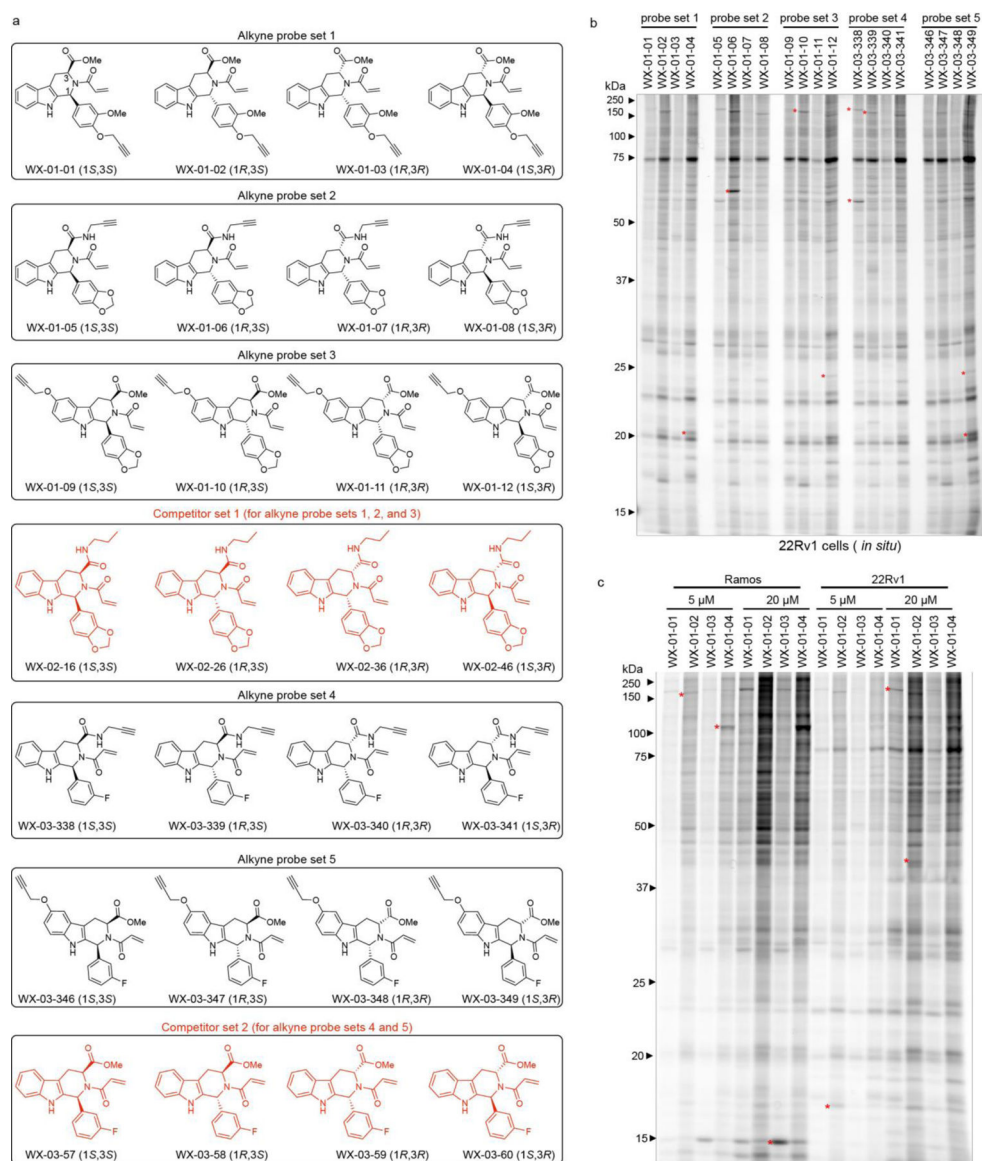 a
Alkyne probe set 1
WX-01-01 (1S,3S) WX-01-02 (1R,3S) WX-01-03 (1R,3R) WX-01-04 (1S,3R)
Alkyne probe set 2
WX-01-05 (1S,3S) WX-01-06 (1R,3S) WX-01-07 (1R,3R) WX-01-08 (1S,3R)
Alkyne probe set 3
WX-01-09 (1S,3S) WX-01-10 (1R,3S) WX-01-11 (1R,3R) WX-01-12 (1S,3R)
Competitor set 1 (for alkyne probe sets 1, 2, and 3)
WX-02-16 (1S,3S) WX-02-26 (1R,3S) WX-02-36 (1R,3R) WX-02-46 (1S,3R)
Alkyne probe set 4
WX-03-338 (1S,3S) WX-03-339 (1R,3S) WX-03-340 (1R,3R) WX-03-341 (1S,3R)
Alkyne probe set 5
WX-03-346 (1S,3S) WX-03-347 (1R,3S) WX-03-348 (1R,3R) WX-03-349 (1S,3R)
Competitor set 2 (for alkyne probe sets 4 and 5)
WX-03-57 (1S,3S) WX-03-58 (1R,3S) WX-03-59 (1R,3R) WX-03-60 (1S,3R)
b
probe set 1 probe set 2 probe set 3 probe set 4 probe set 5
WX-01-01 WX-01-02 WX-01-03 WX-01-04 WX-01-05 WX-01-06 WX-01-07 WX-01-08 WX-01-09 WX-01-10 WX-01-11 WX-01-12 WX-03-338 WX-03-339 WX-03-340 WX-03-341 WX-03-346 WX-03-347 WX-03-348 WX-03-349
kDa
250
150
100
75
50
37
25
20
15
22Rv1 cells ( in situ)
c
Ramos 22Rv1
5 µM 20 µM 5 µM 20 µM
WX-01-01 WX-01-02 WX-01-03 WX-01-04 WX-01-01 WX-01-02 WX-01-03 WX-01-04 WX-01-01 WX-01-02 WX-01-03 WX-01-04 WX-01-01 WX-01-02 WX-01-03 WX-01-04
kDa
250
150
100
75
50
37
25
20
15